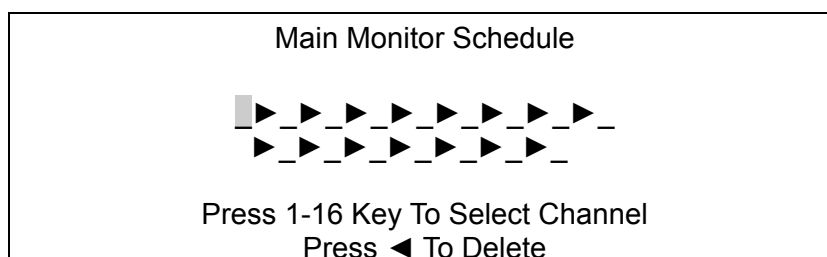 Main Monitor Schedule
_►_►_►_►_►_►_►_►_
►_►_►_►_►_►_►_
Press 1-16 Key To Select Channel
Press ◄ To Delete